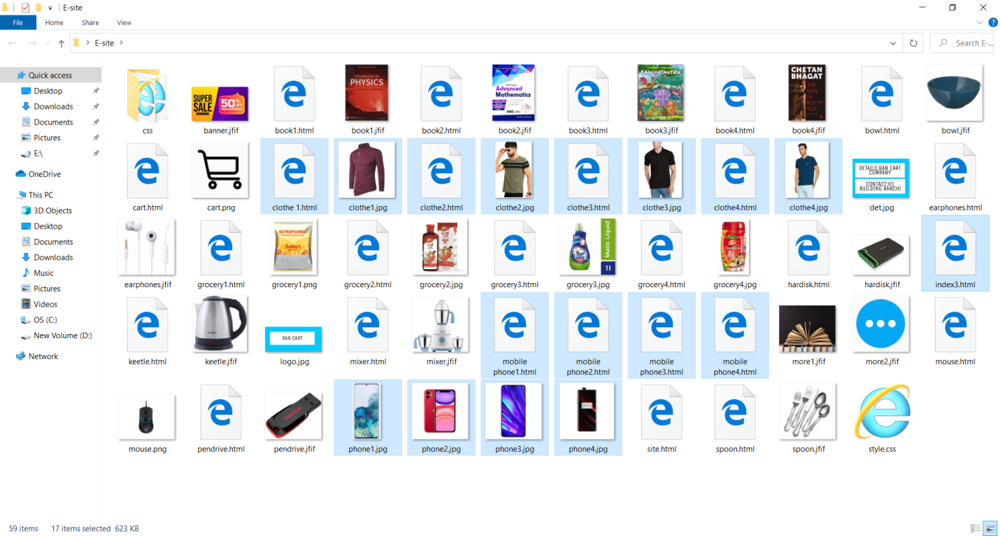 E-site
File Home Share View
E-site
Search E-...
Quick access
Desktop
Downloads
Documents
Pictures
E:\
OneDrive
This PC
3D Objects
Desktop
Documents
Downloads
Music
Pictures
Videos
OS (C:)
New Volume (D:)
Network
SUPER
SALE
50%
OFF
Introduction to
PHYSICS
Advanced
Mathematics
SSC
PANCHATANTRA
CHETAN
BHAGAT
THE
GIRL
IN
ROOM
105
css banner.jfif book1.html book1.jfif book2.html book2.jfif book3.html book3.jfif book4.html book4.jfif bowl.html bowl.jfif
DETAILS:RAN CART
COMPANY
CONTACT:H1
BUILDING RANCHI
cart.html cart.png clothe 1.html clothe1.jpg clothe2.html clothe2.jpg clothe3.html clothe3.jpg clothe4.html clothe4.jpg det.jpg earphones.html
NUTRAPOORNA
Select
Matic Liquid
1l
earphones.jfif grocery1.html grocery1.png grocery2.html grocery2.jpg grocery3.html grocery3.jpg grocery4.html grocery4.jpg hardisk.html hardisk.jfif index3.html
RAN CART
keetle.html keetle.jfif logo.jpg mixer.html mixer.jfif mobile phone1.html mobile phone2.html mobile phone3.html mobile phone4.html more1.jfif more2.jfif mouse.html
mouse.png pendrive.html pendrive.jfif phone1.jpg phone2.jpg phone3.jpg phone4.jpg site.html spoon.html spoon.jfif style.css
59 items 17 items selected 623 KB